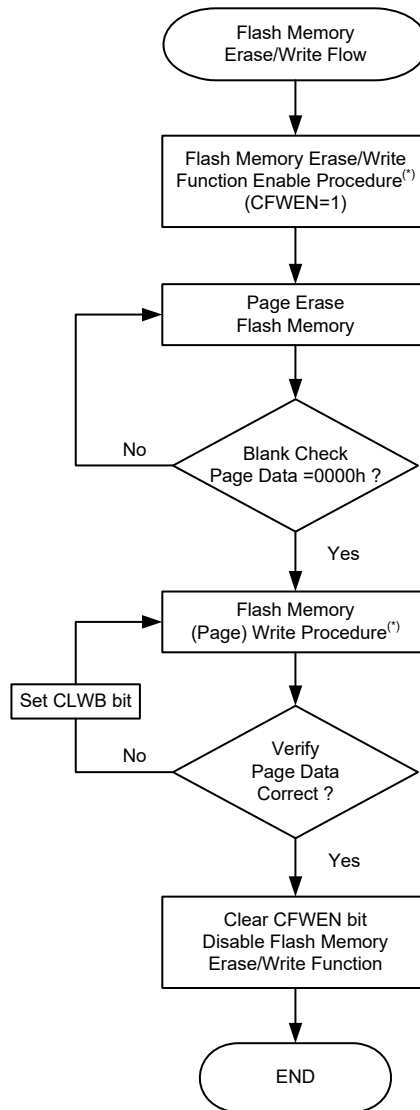 Flash Memory
Erase/Write Flow
Flash Memory Erase/Write
Function Enable Procedure(*)
(CFWEN=1)
Page Erase
Flash Memory
No
Blank Check
Page Data =0000h ?
Yes
Flash Memory
(Page) Write Procedure(*)
Set CLWB bit
No
Verify
Page Data
Correct ?
Yes
Clear CFWEN bit
Disable Flash Memory
Erase/Write Function
END